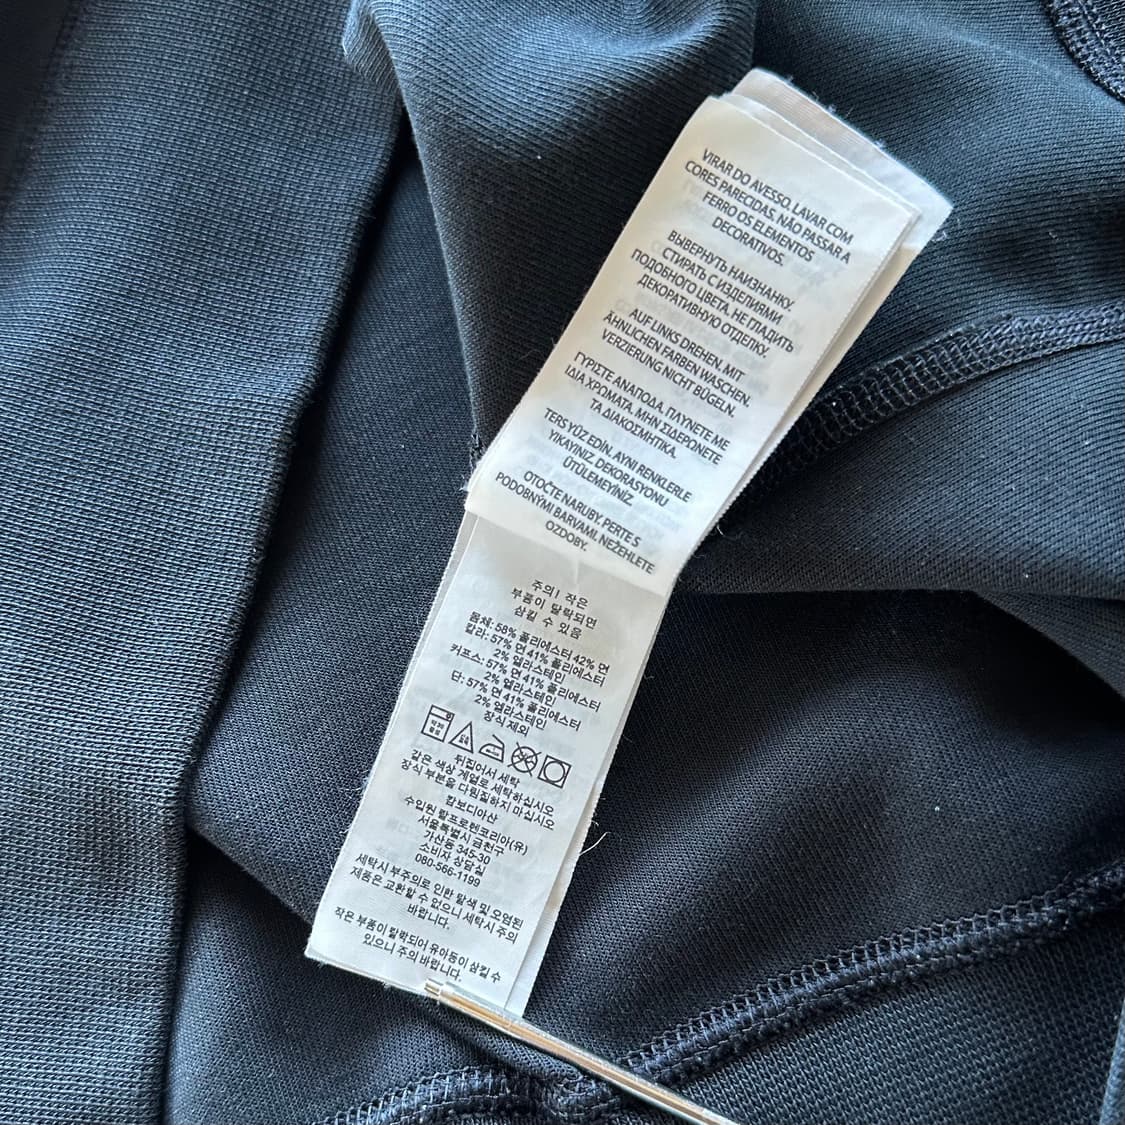 VIRAR DO AVESSO. LAVAR COM
CORES PARECIDAS. NÃO PASSAR A
FERRO OS ELEMENTOS
DECORATIVOS.
ВЫВЕРНУТЬ НАИЗНАНКУ.
СТИРАТЬ С ИЗДЕЛИЯМИ
ПОДОБНОГО ЦВЕТА. НЕ ГЛАДИТЬ
ДЕКОРАТИВНУЮ ОТДЕЛКУ.
AUF LINKS DREHEN. MIT
ÄHNLICHEN FARBEN WASCHEN.
VERZIERUNG NICHT BÜGELN.
ΓΥΡΙΣΤΕ ΑΝΑΠΟΔΑ. ΠΛΥΝΕΤΕ ΜΕ
ΙΔΙΑ ΧΡΩΜΑΤΑ. ΜΗΝ ΣΙΔΕΡΩΝΕΤΕ
ΤΑ ΔΙΑΚΟΣΜΗΤΙΚΑ.
TERS YÜZ EDİN. AYNI RENKLERLE
YIKAYINIZ. DEKORASYONU
ÜTÜLEMEYİNİZ.
OTOČTE NARUBY. PERTE S
PODOBNÝMI BARVAMI. NEŽEHLETE
OZDOBY.
주의! 작은
부품이 탈락되면
삼킬 수 있음
몸체: 58% 폴리에스터 42% 면
칼라: 57% 면 41% 폴리에스터
2% 엘라스테인
커프스: 57% 면 41% 폴리에스터
2% 엘라스테인
단: 57% 면 41% 폴리에스터
2% 엘라스테인
장식 제외
뒤집어서 세탁
같은 색상 계열로 세탁하십시오
장식 부분을 다림질하지 마십시오
캄보디아산
수입원 랄프로렌코리아(유)
서울특별시 금천구
가산동 345-30
소비자 상담실
080-566-1199
세탁시 부주의로 인한 탈색 및 오염된
제품은 교환할 수 없으니 세탁시 주의
바랍니다.
작은 부품이 탈락되어 유아동이 삼킬 수
있으니 주의 바랍니다.